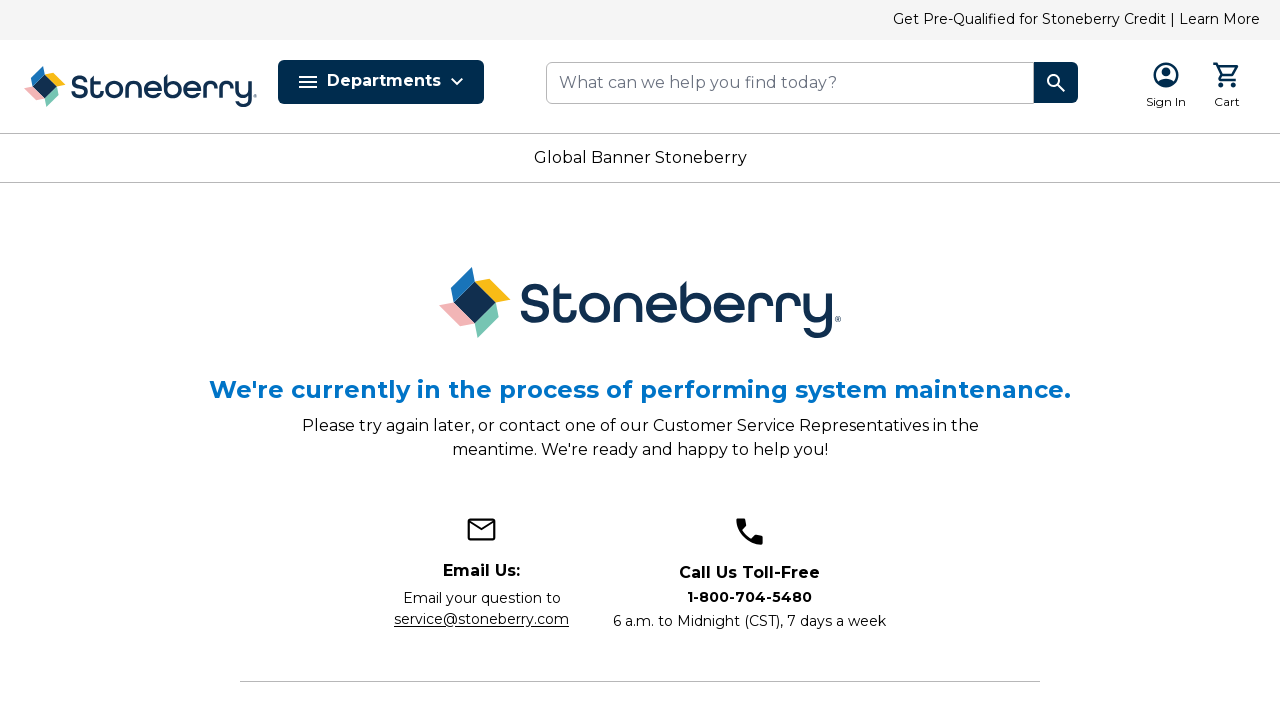 Get Pre-Qualified for Stoneberry Credit | Learn More
Stoneberry®
Departments
What can we help you find today?
Sign In
Cart
Global Banner Stoneberry
Stoneberry®
We're currently in the process of performing system maintenance.
Please try again later, or contact one of our Customer Service Representatives in the
meantime. We're ready and happy to help you!
Email Us:
Email your question to
service@stoneberry.com
Call Us Toll-Free
1-800-704-5480
6 a.m. to Midnight (CST), 7 days a week